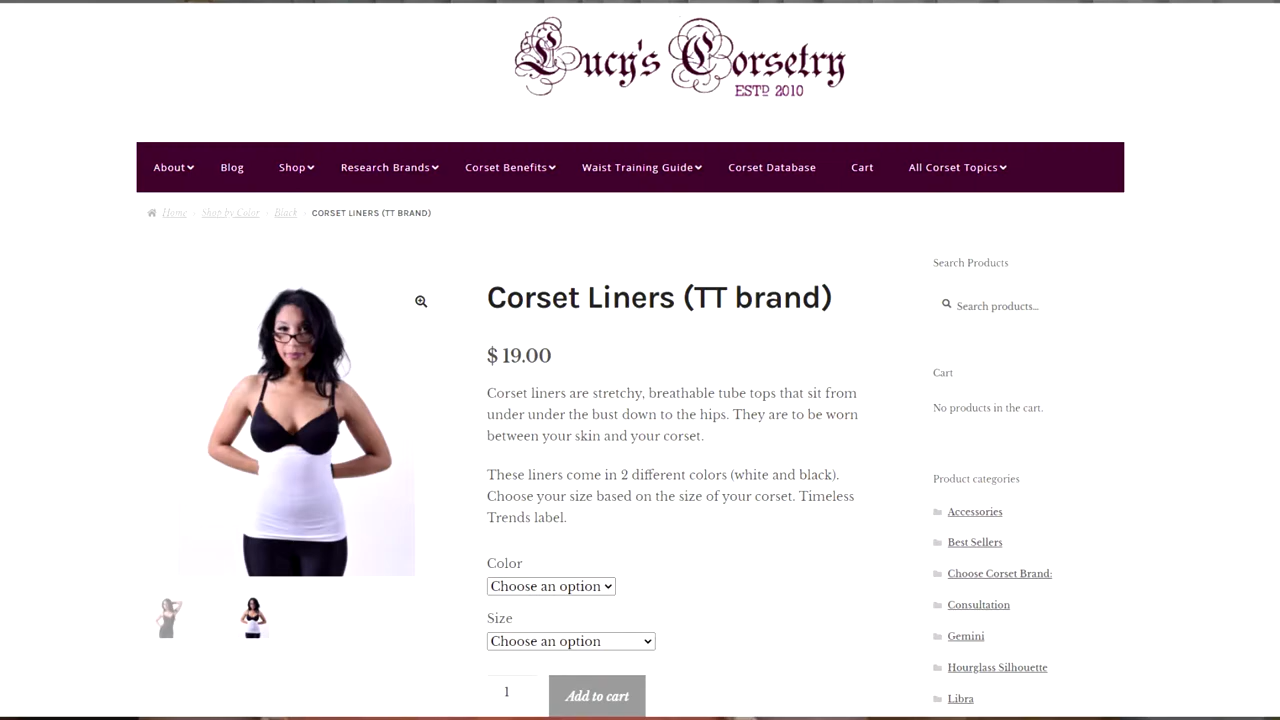 Lucy's Corsetry
ESTD 2010
About
Blog
Shop
Research Brands
Corset Benefits
Waist Training Guide
Corset Database
Cart
All Corset Topics
Home
Shop by Color
Black
CORSET LINERS (TT BRAND)
Corset Liners (TT brand)
$ 19.00
Corset liners are stretchy, breathable tube tops that sit from
under under the bust down to the hips. They are to be worn
between your skin and your corset.
These liners come in 2 different colors (white and black).
Choose your size based on the size of your corset. Timeless
Trends label.
Color
Choose an option
Size
Choose an option
1
Add to cart
Search Products
Search products…
Cart
No products in the cart.
Product categories
Accessories
Best Sellers
Choose Corset Brand:
Consultation
Gemini
Hourglass Silhouette
Libra